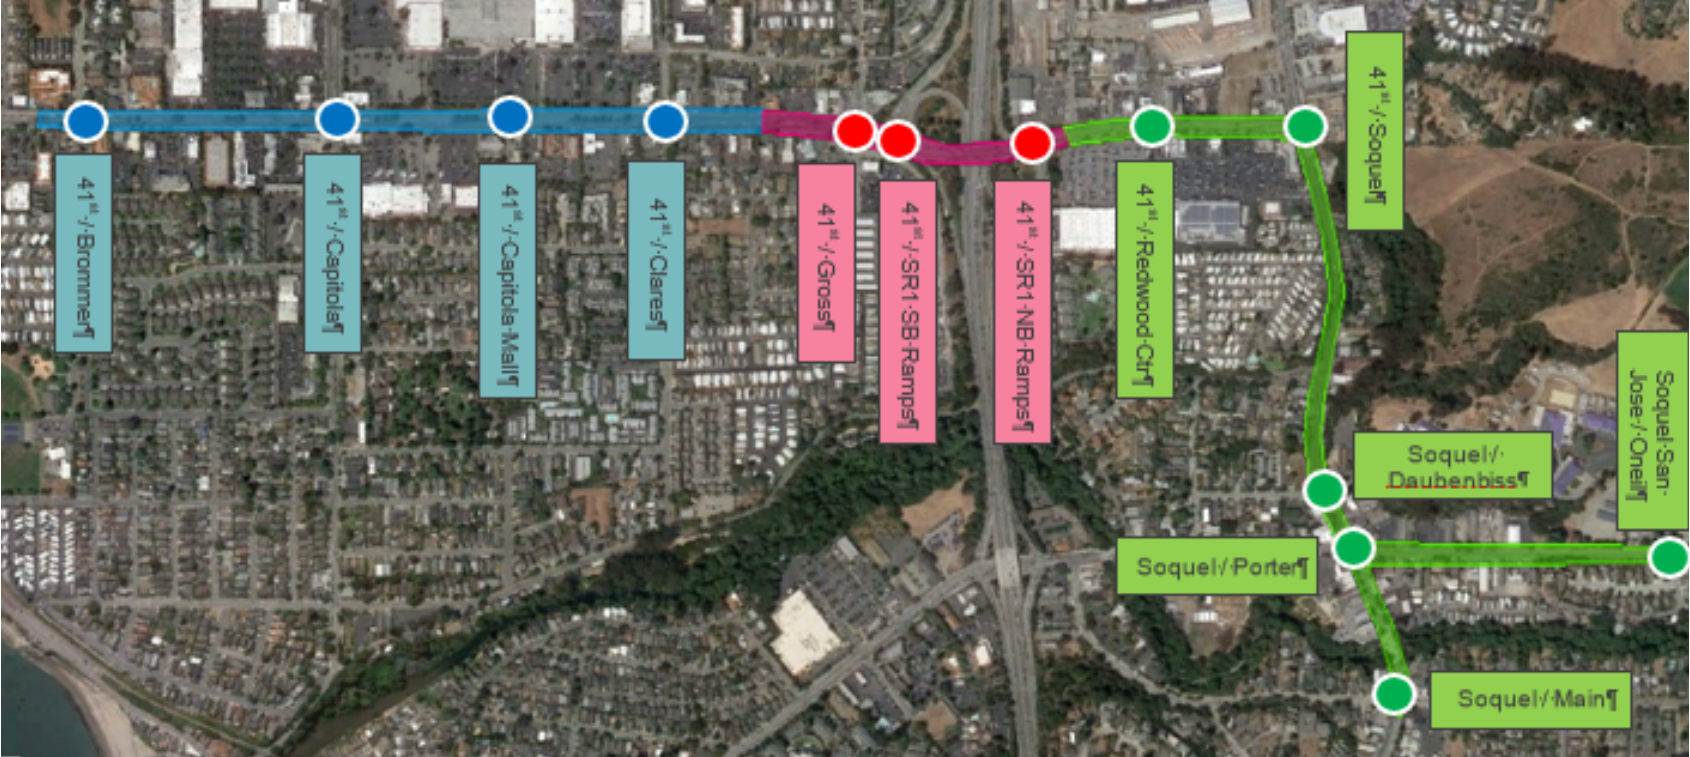 41st·/·Brommer¶
41st·/·Capitola¶
41st·/·Capitola·Mall¶
41st·/·Clares¶
41st·/·Gross¶
41st·/·SR1·SB·Ramps¶
41st·/·SR1·NB·Ramps¶
41st·/·Redwood·Ctr¶
41st·/·Soquel¶
Soquel·/·
Daubenbiss¶
Soquel·San·
Jose·/·Oneil¶
Soquel·/·Porter¶
Soquel·/·Main¶